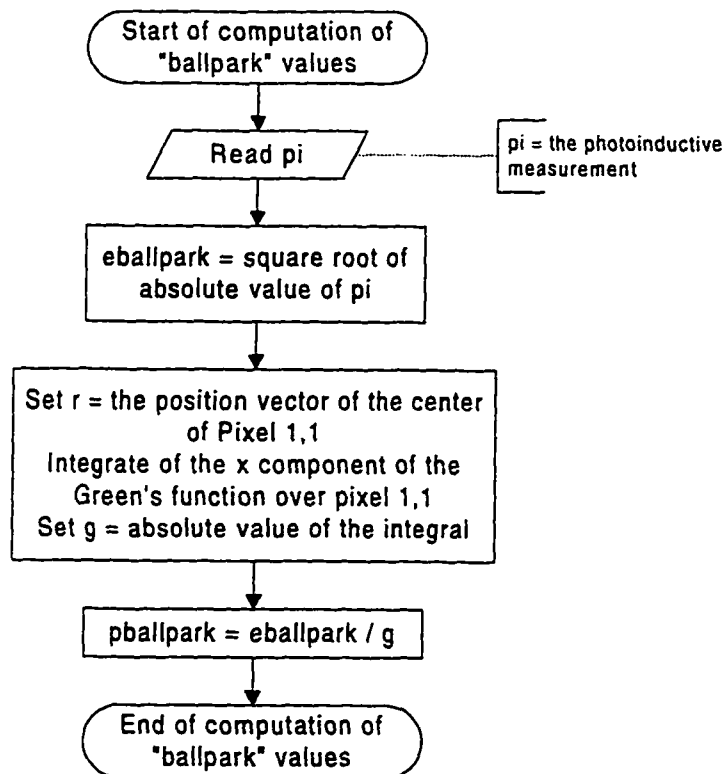 Start of computation of
"ballpark" values
Read pi
pi = the photoinductive
measurement
eballpark = square root of
absolute value of pi
Set r = the position vector of the center
of Pixel 1,1
Integrate of the x component of the
Green's function over pixel 1,1
Set g = absolute value of the integral
pballpark = eballpark / g
End of computation of
"ballpark" values